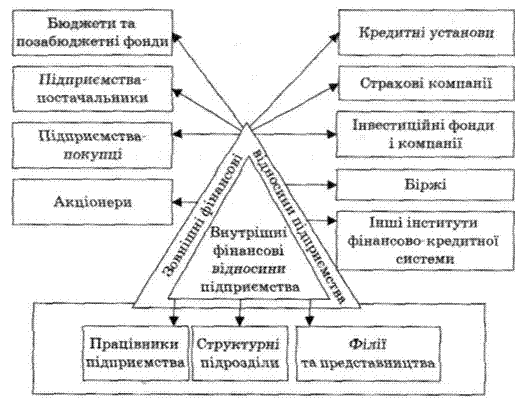 Бюджети та
позабюджетні фонди
Підприємства-
постачальники
Підприємства-
покупці
Акціонери
Кредитні установи
Страхові компанії
Інвестиційні фонди
і компанії
Біржі
Інші інститути
фінансово-кредитної
системи
Зовнішні фінансові
відносини підприємства
Внутрішні
фінансові
відносини
підприємства
Працівники
підприємства
Структурні
підрозділи
Філії
та представництва